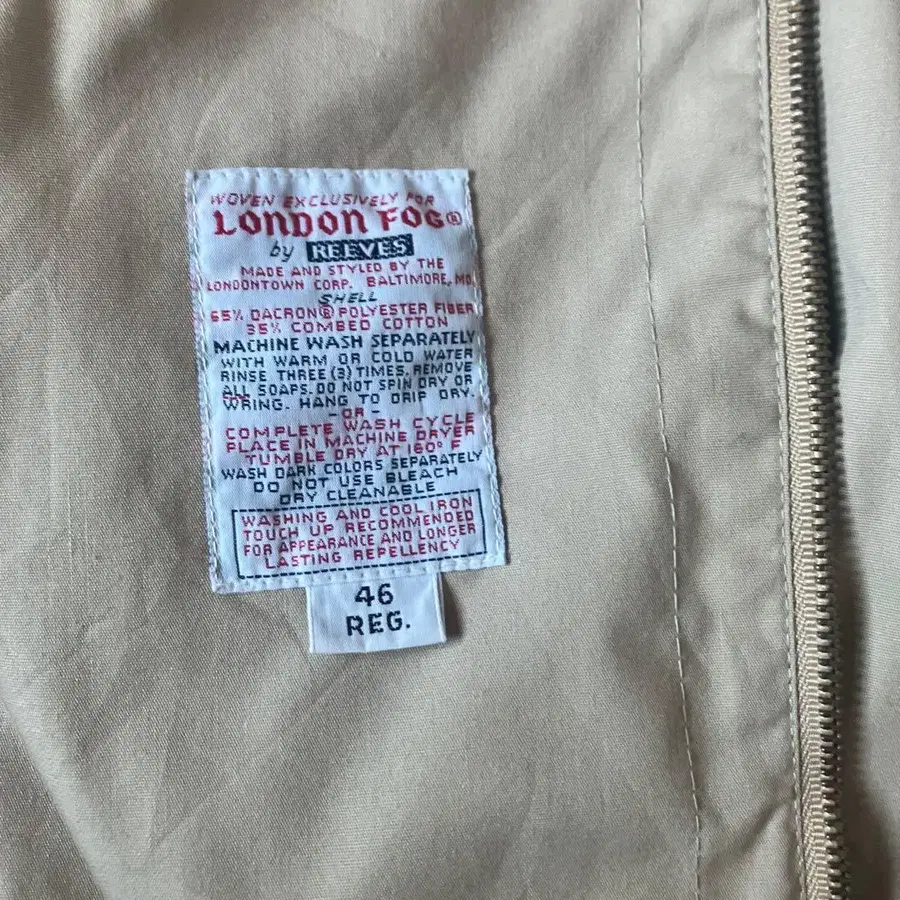 WOVEN EXCLUSIVELY FOR
LONDON FOG®
by REEVES
MADE AND STYLED BY THE
LONDONTOWN CORP. BALTIMORE, MD.
SHELL
65% DACRON® POLYESTER FIBER
35% COMBED COTTON
MACHINE WASH SEPARATELY
WITH WARM OR COLD WATER
RINSE THREE (3) TIMES, REMOVE
ALL SOAPS. DO NOT SPIN DRY OR
WRING. HANG TO DRIP DRY.
- OR -
COMPLETE WASH CYCLE
PLACE IN MACHINE DRYER
TUMBLE DRY AT 160° F
WASH DARK COLORS SEPARATELY
DO NOT USE BLEACH
DRY CLEANABLE
WASHING AND COOL IRON
TOUCH UP RECOMMENDED
FOR APPEARANCE AND LONGER
LASTING REPELLENCY
46
REG.